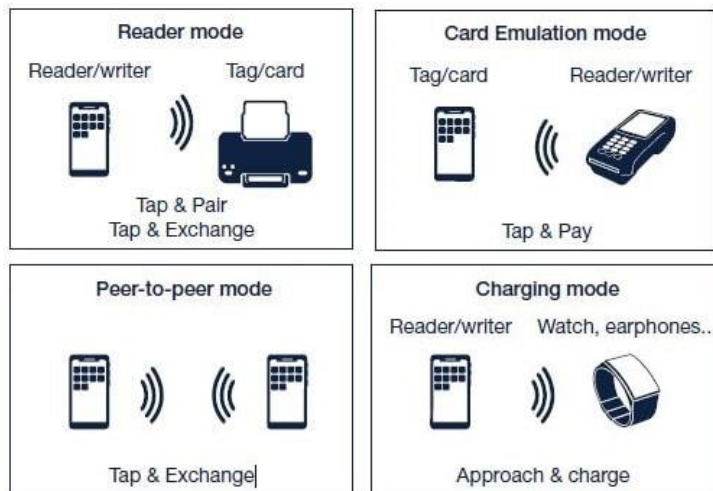 Reader mode
Reader/writer Tag/card
Tap & Pair
Tap & Exchange
Card Emulation mode
Tag/card Reader/writer
Tap & Pay
Peer-to-peer mode
Tap & Exchange
Charging mode
Reader/writer Watch, earphones..
Approach & charge